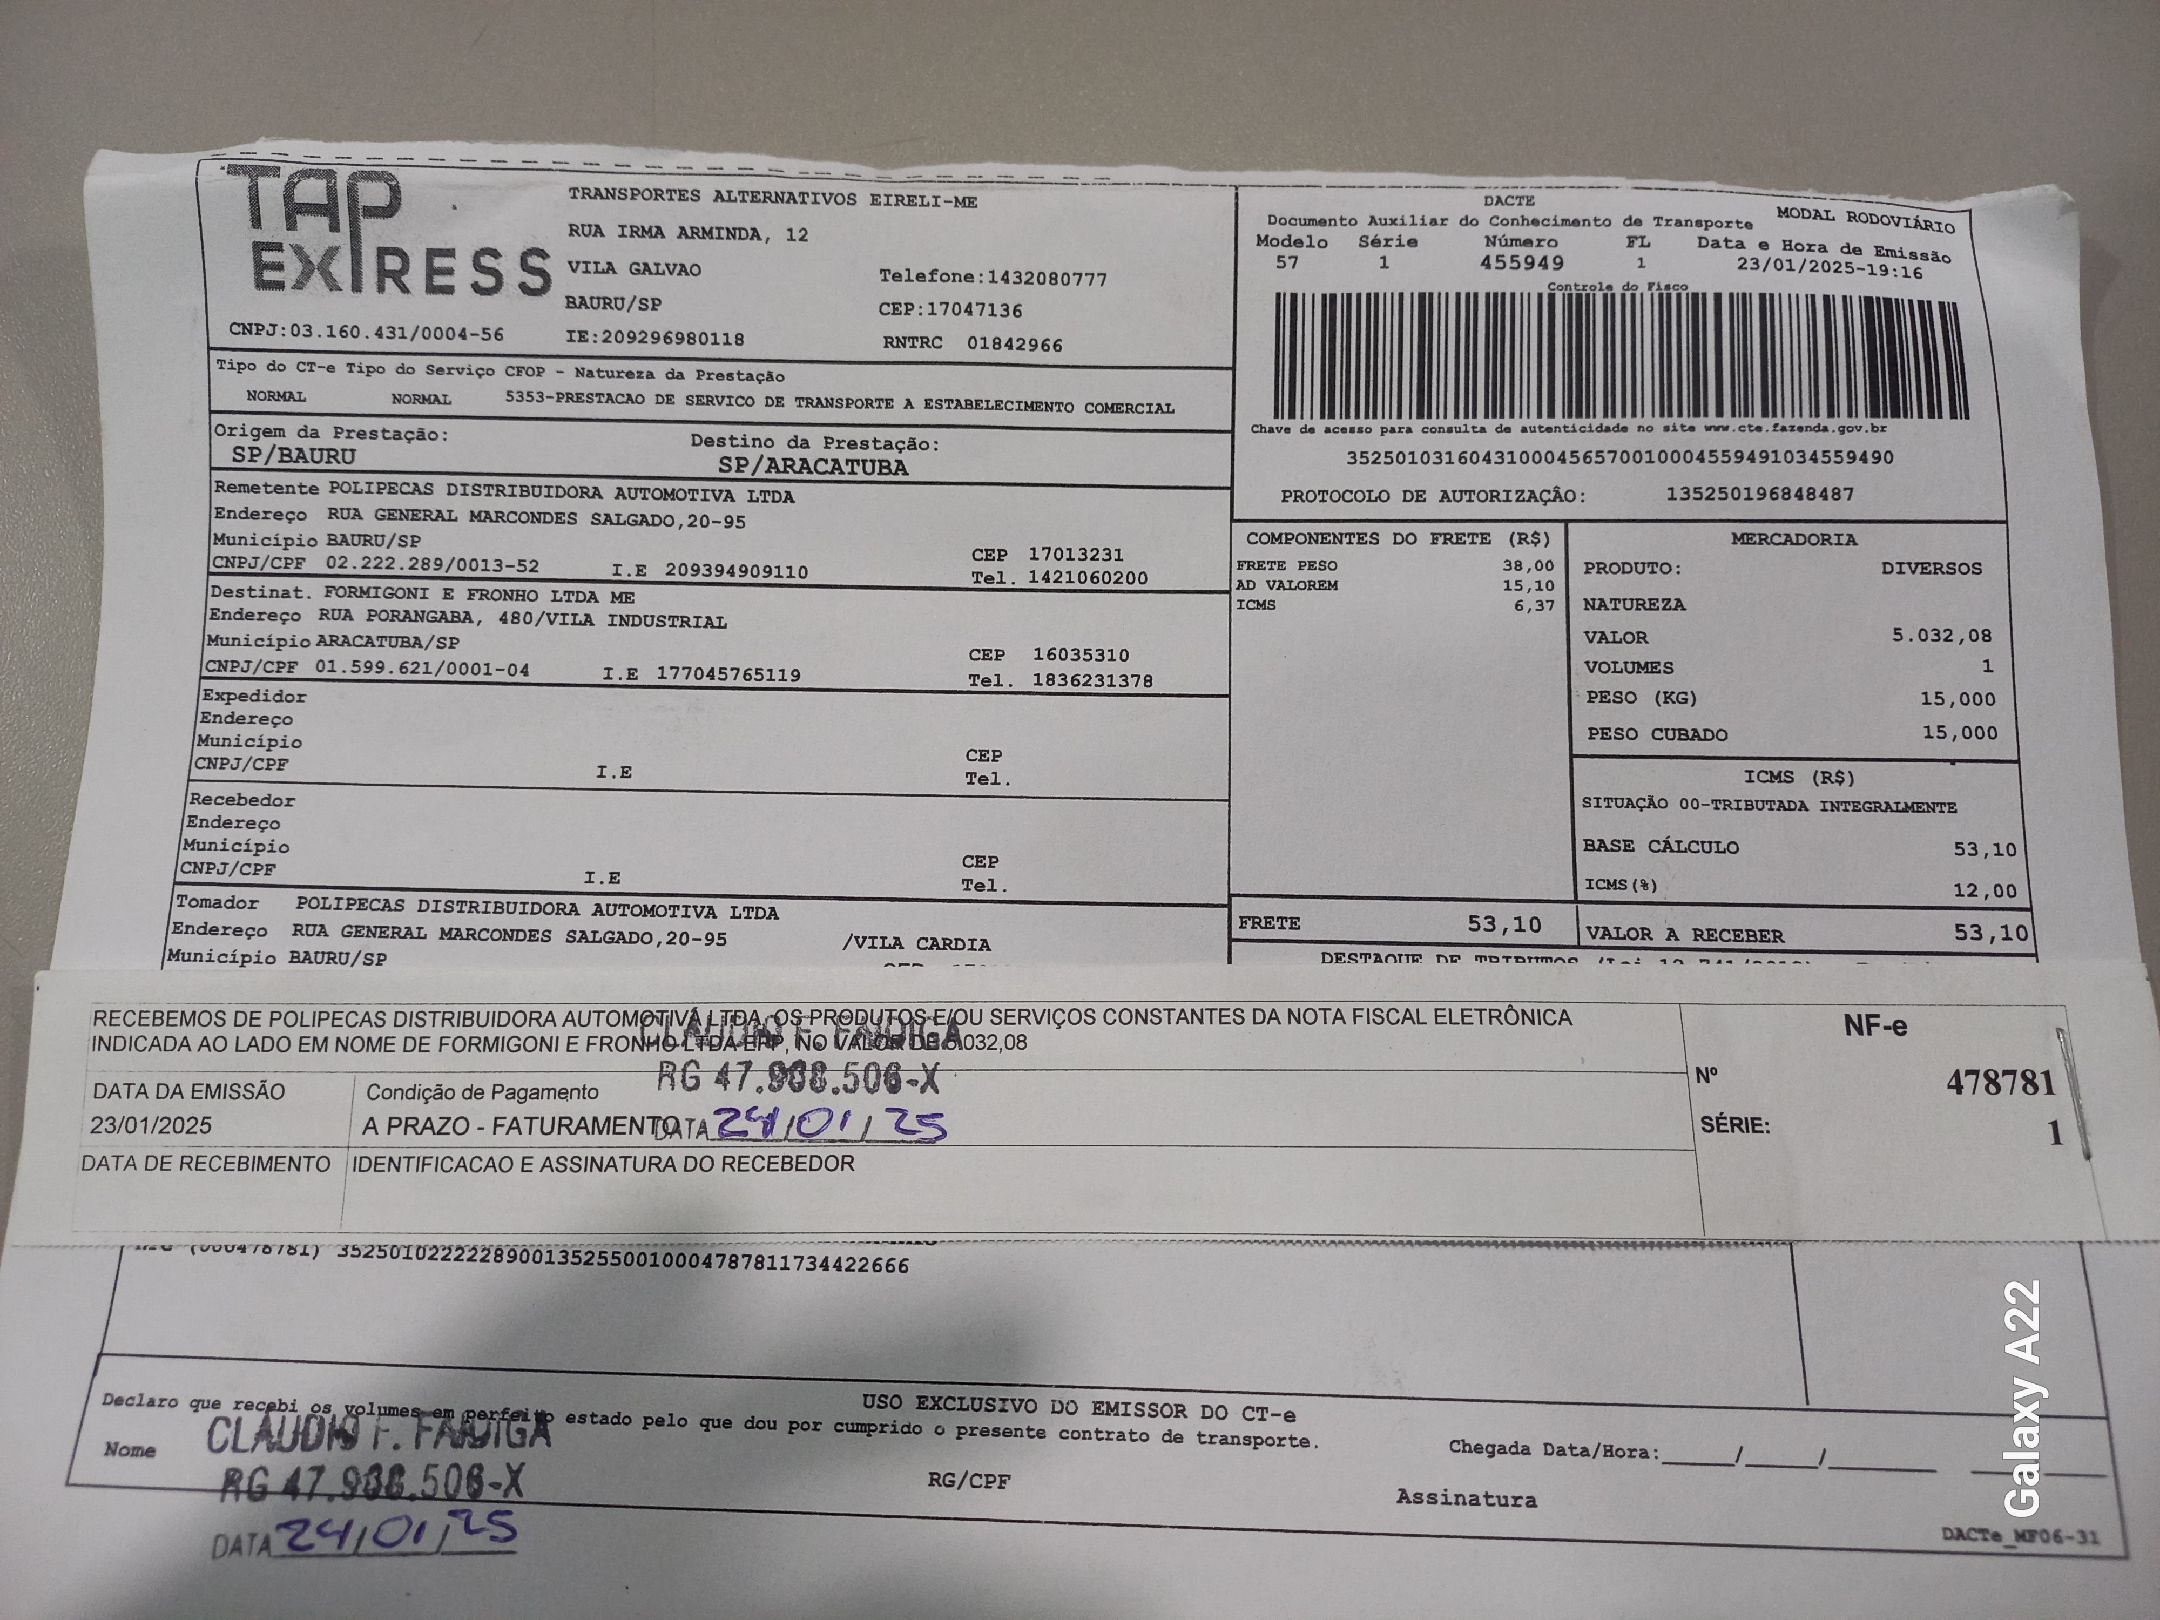 TAP EXPRESS
TRANSPORTES ALTERNATIVOS EIRELI-ME
RUA IRMA ARMINDA, 12
VILA GALVAO
Telefone:1432080777
BAURU/SP
CEP:17047136
CNPJ:03.160.431/0004-56 IE:209296980118 RNTRC 01842966
DACTE
Documento Auxiliar do Conhecimento de Transporte MODAL RODOVIÁRIO
Modelo Série Número FL Data e Hora de Emissão
57 1 455949 1 23/01/2025-19:16
Controle do Fisco
Chave de acesso para consulta de autenticidade no site www.cte.fazenda.gov.br
35250103160431000456570010004559491034559490
PROTOCOLO DE AUTORIZAÇÃO: 135250196848487
Tipo do CT-e Tipo do Serviço CFOP - Natureza da Prestação
NORMAL NORMAL 5353-PRESTACAO DE SERVICO DE TRANSPORTE A ESTABELECIMENTO COMERCIAL
Origem da Prestação: Destino da Prestação:
SP/BAURU SP/ARACATUBA
Remetente POLIPECAS DISTRIBUIDORA AUTOMOTIVA LTDA
Endereço RUA GENERAL MARCONDES SALGADO,20-95
Município BAURU/SP CEP 17013231
CNPJ/CPF 02.222.289/0013-52 I.E 209394909110 Tel. 1421060200
Destinat. FORMIGONI E FRONHO LTDA ME
Endereço RUA PORANGABA, 480/VILA INDUSTRIAL
Município ARACATUBA/SP CEP 16035310
CNPJ/CPF 01.599.621/0001-04 I.E 177045765119 Tel. 1836231378
Expedidor
Endereço
Município CEP
CNPJ/CPF I.E Tel.
Recebedor
Endereço
Município CEP
CNPJ/CPF I.E Tel.
Tomador POLIPECAS DISTRIBUIDORA AUTOMOTIVA LTDA
Endereço RUA GENERAL MARCONDES SALGADO,20-95 /VILA CARDIA
Município BAURU/SP
COMPONENTES DO FRETE (R$)
FRETE PESO 38,00
AD VALOREM 15,10
ICMS 6,37
MERCADORIA
PRODUTO: DIVERSOS
NATUREZA
VALOR 5.032,08
VOLUMES 1
PESO (KG) 15,000
PESO CUBADO 15,000
ICMS (R$)
SITUAÇÃO 00-TRIBUTADA INTEGRALMENTE
BASE CÁLCULO 53,10
ICMS(%) 12,00
FRETE 53,10 VALOR A RECEBER 53,10
DESTAQUE DE TRIBUTOS
RECEBEMOS DE POLIPECAS DISTRIBUIDORA AUTOMOTIVA LTDA, OS PRODUTOS E/OU SERVIÇOS CONSTANTES DA NOTA FISCAL ELETRÔNICA
INDICADA AO LADO EM NOME DE FORMIGONI E FRONHO LTDA EPP, NO VALOR DE 5.032,08
NF-e
Nº 478781
SÉRIE: 1
DATA DA EMISSÃO Condição de Pagamento
23/01/2025 A PRAZO - FATURAMENTO
DATA DE RECEBIMENTO IDENTIFICACAO E ASSINATURA DO RECEBEDOR
RG 47.908.506-X
DATA 24/01/25
(000478781) 35250102222289001352550010004787811734422666
USO EXCLUSIVO DO EMISSOR DO CT-e
Declaro que recebi os volumes em perfeito estado pelo que dou por cumprido o presente contrato de transporte.
Nome RG/CPF Assinatura
Chegada Data/Hora:_____/_____/_______
CLAUDIO F.
RG 47.908.506-X
DATA 24/01/25
DACTe_MF06-31
Galaxy A22